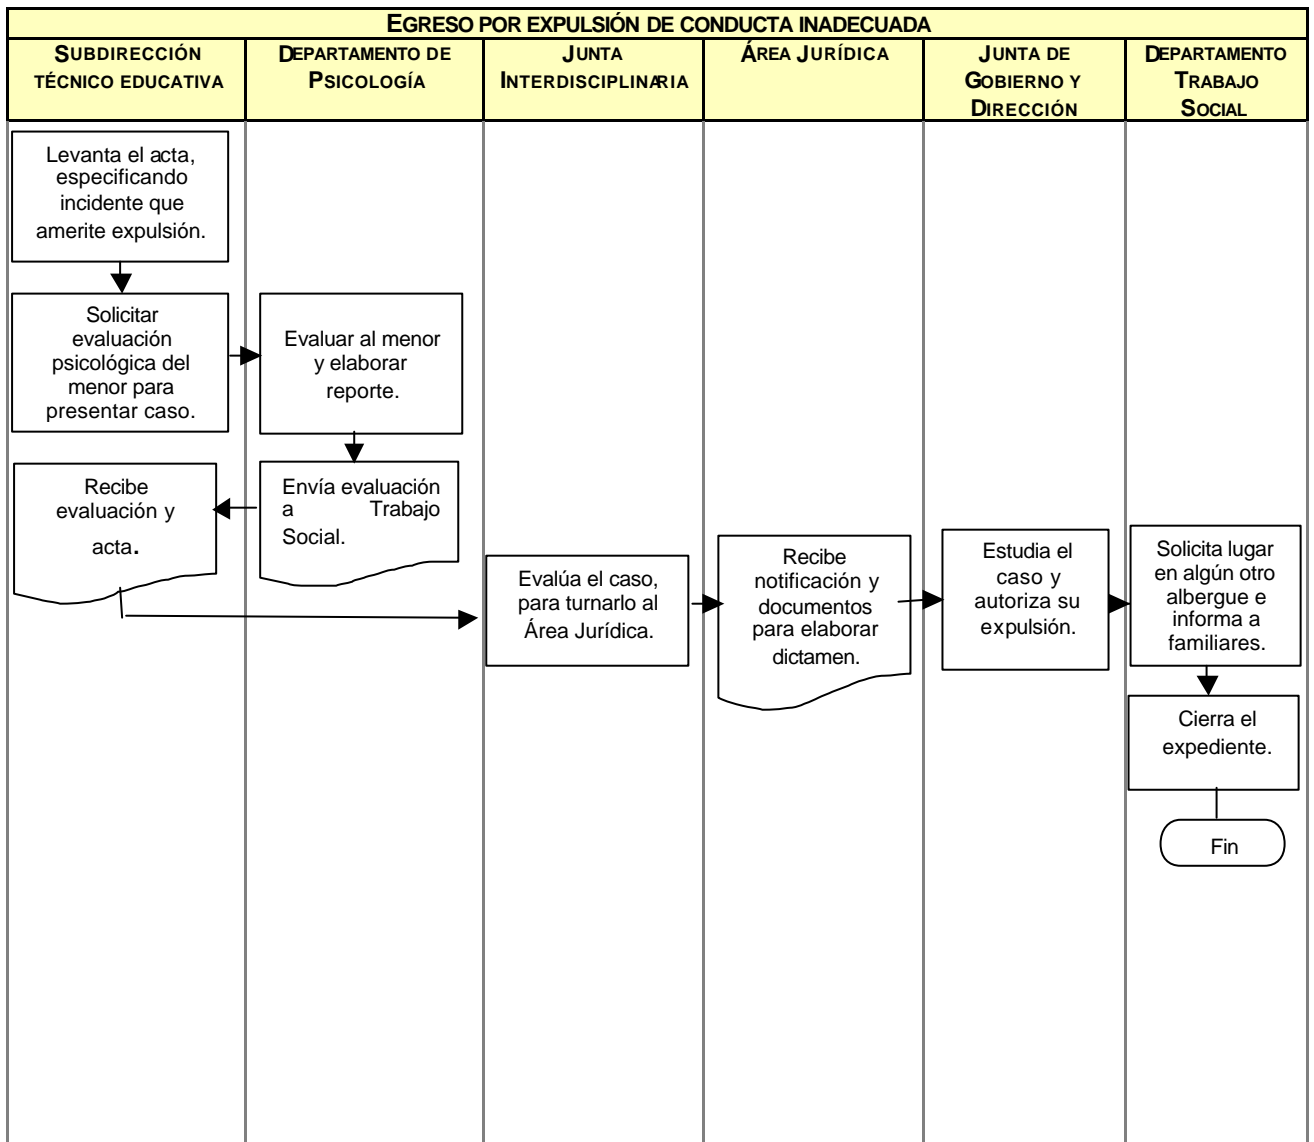 EGRESO POR EXPULSIÓN DE CONDUCTA INADECUADA
SUBDIRECCIÓN
TÉCNICO EDUCATIVA
DEPARTAMENTO DE
PSICOLOGÍA
JUNTA
INTERDISCIPLINARIA
ÁREA JURÍDICA
JUNTA DE
GOBIERNO Y
DIRECCIÓN
DEPARTAMENTO
TRABAJO
SOCIAL
Levanta el acta,
especificando
incidente que
amerite expulsión.
Solicitar
evaluación
psicológica del
menor para
presentar caso.
Evaluar al menor
y elaborar
reporte.
Envía evaluación
a Trabajo
Social.
Recibe
evaluación y
acta.
Evalúa el caso,
para turnarlo al
Área Jurídica.
Recibe
notificación y
documentos
para elaborar
dictamen.
Estudia el
caso y
autoriza su
expulsión.
Solicita lugar
en algún otro
albergue e
informa a
familiares.
Cierra el
expediente.
Fin